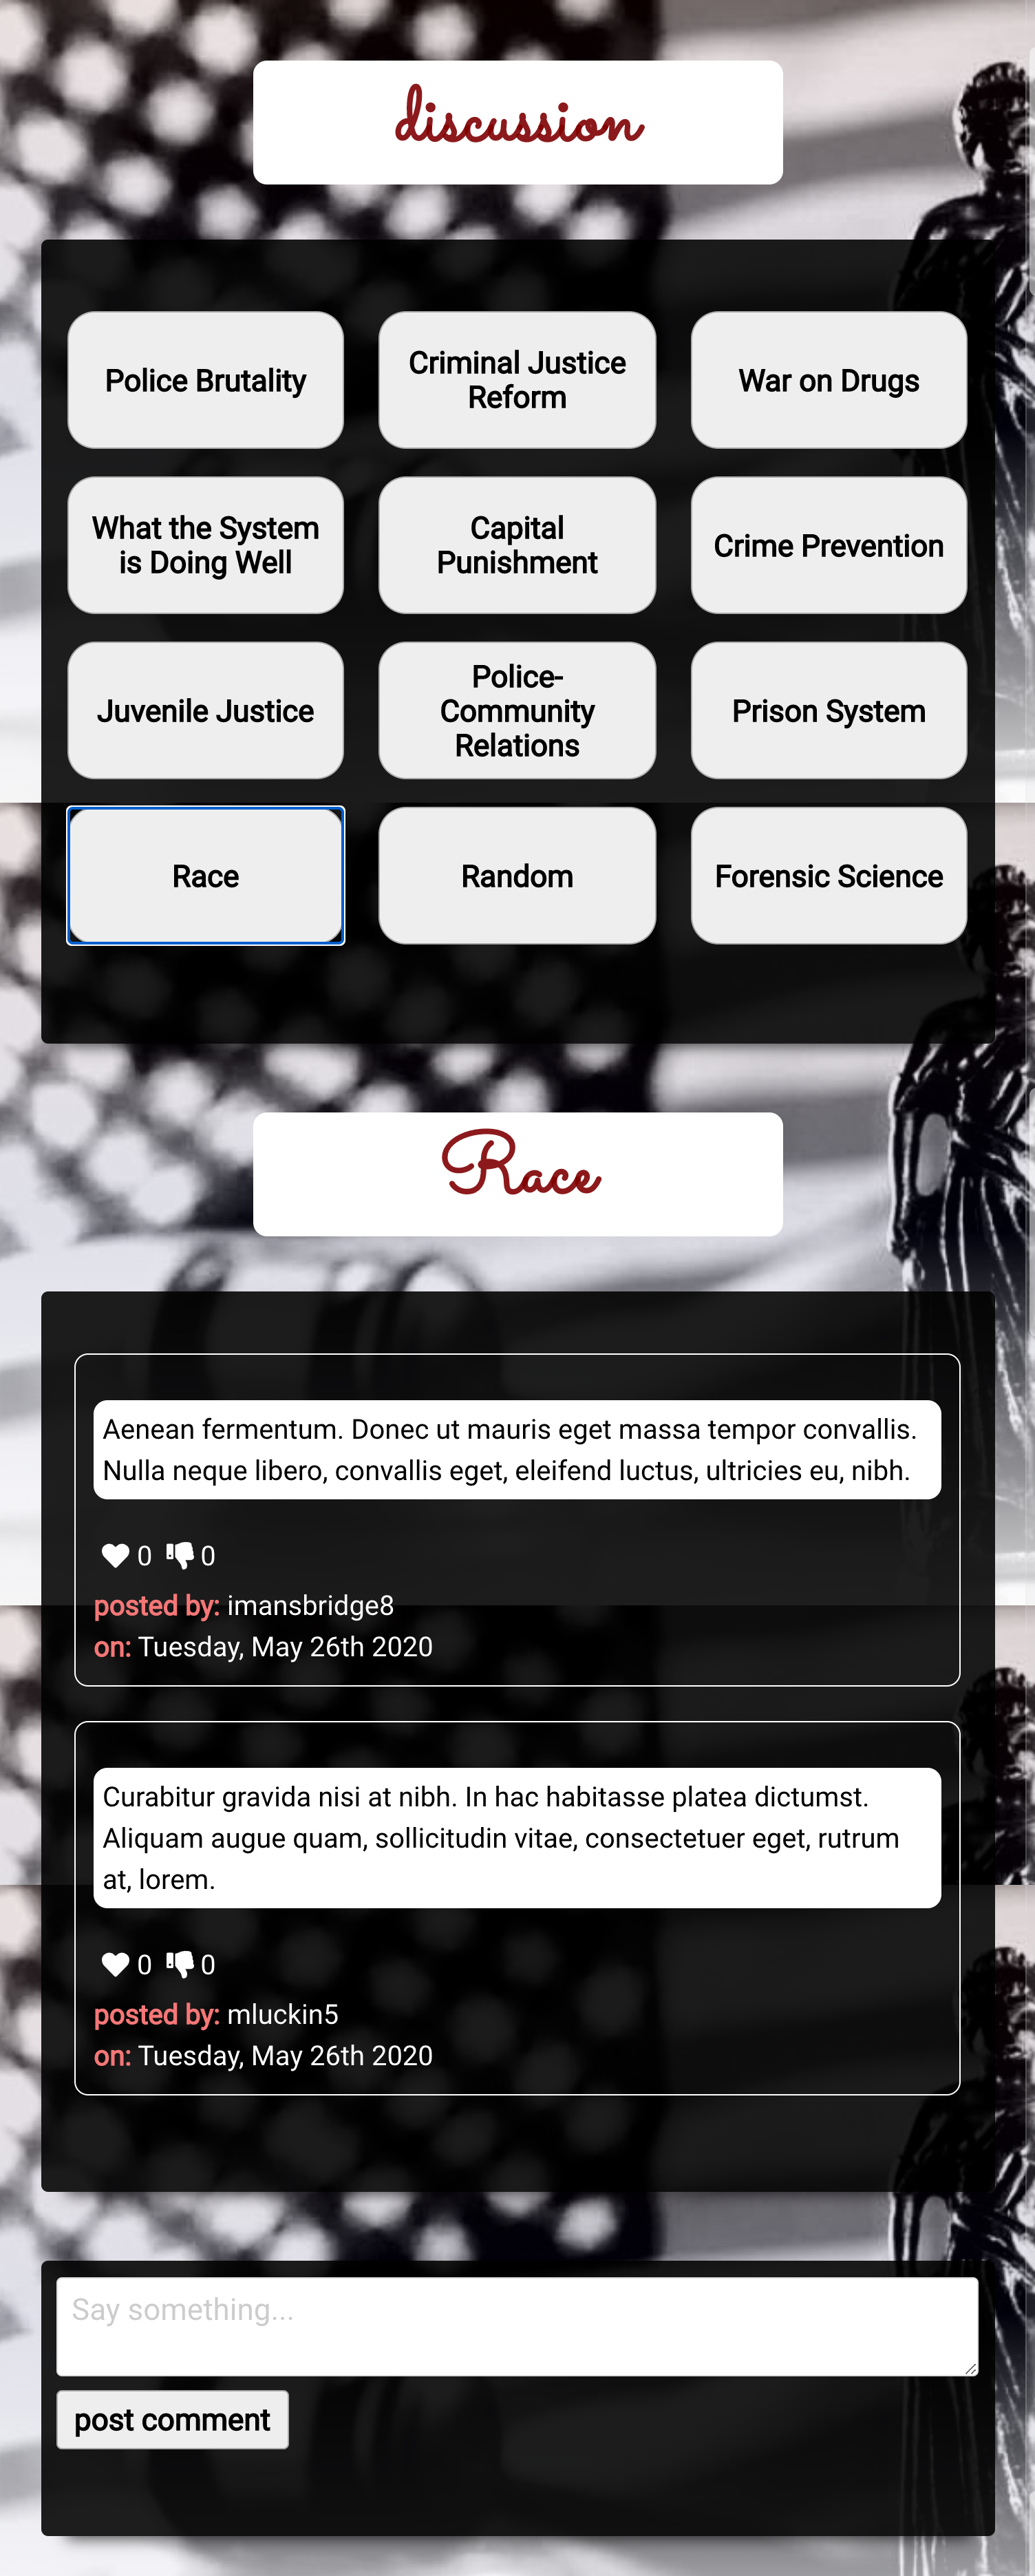 discussion
Police Brutality
Criminal Justice
Reform
War on Drugs
What the System
is Doing Well
Capital
Punishment
Crime Prevention
Juvenile Justice
Police-
Community
Relations
Prison System
Race
Random
Forensic Science
Race
Aenean fermentum. Donec ut mauris eget massa tempor convallis.
Nulla neque libero, convallis eget, eleifend luctus, ultricies eu, nibh.
0 0
posted by: imansbridge8
on: Tuesday, May 26th 2020
Curabitur gravida nisi at nibh. In hac habitasse platea dictumst.
Aliquam augue quam, sollicitudin vitae, consectetuer eget, rutrum
at, lorem.
0 0
posted by: mluckin5
on: Tuesday, May 26th 2020
Say something...
post comment